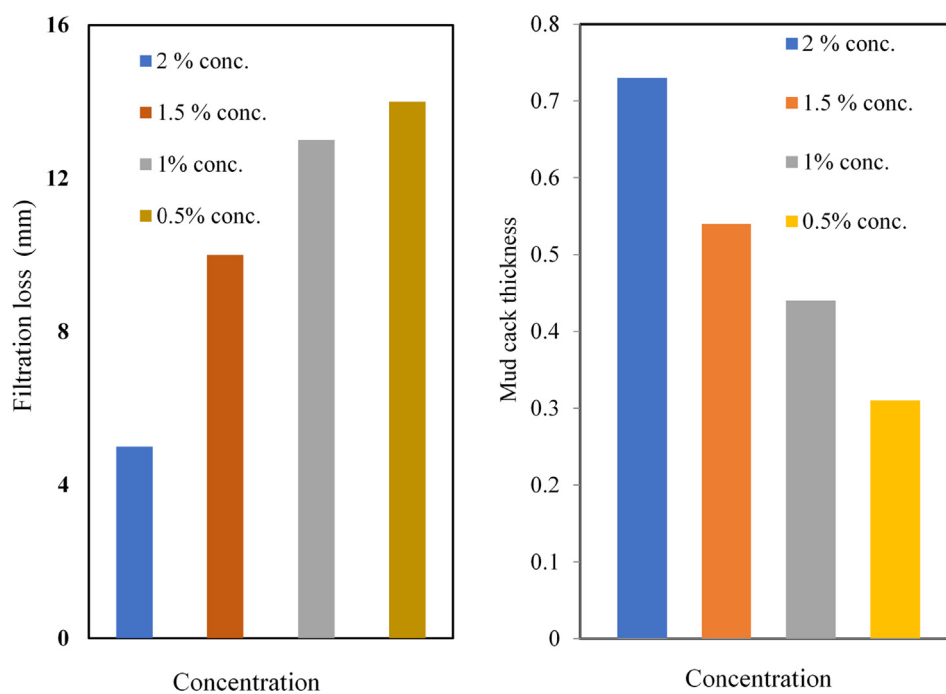 16
12
8
4
0
Filtration loss (mm)
2 % conc.
1.5 % conc.
1% conc.
0.5% conc.
Concentration
0.8
0.7
0.6
0.5
0.4
0.3
0.2
0.1
0
Mud cack thickness
2 % conc.
1.5 % conc.
1% conc.
0.5% conc.
Concentration